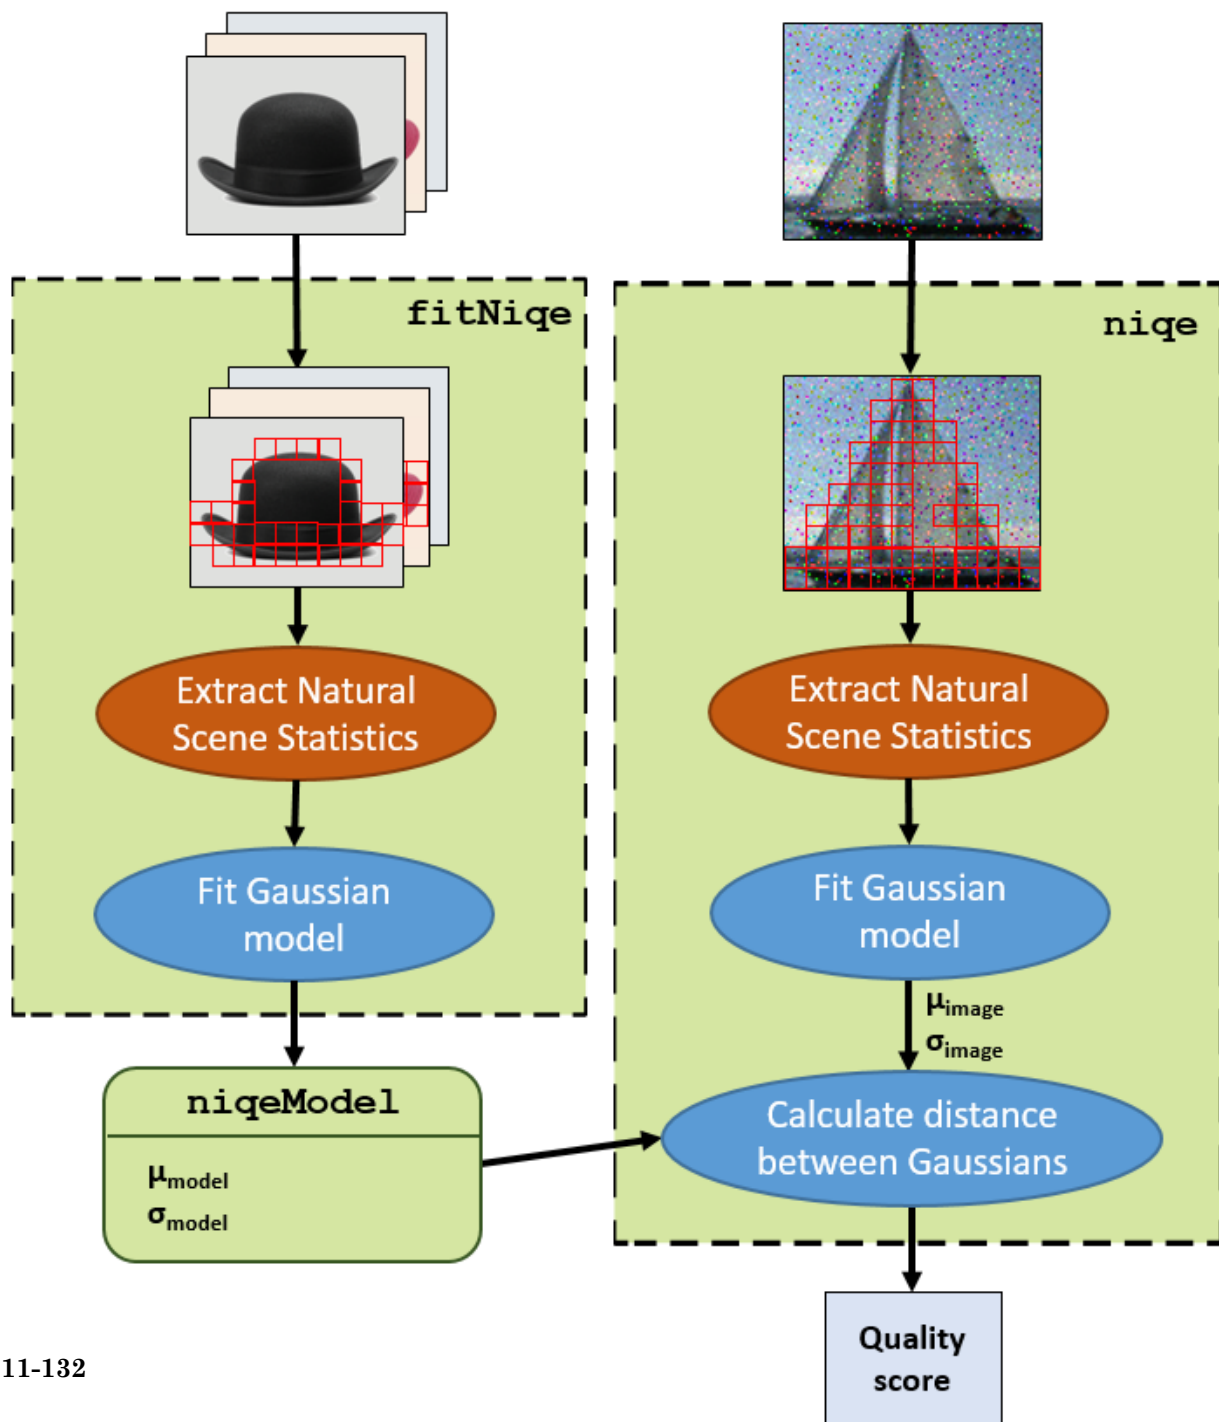 fitNiqe
Extract Natural
Scene Statistics
Fit Gaussian
model
niqeModel
μmodel
σmodel
niqe
Extract Natural
Scene Statistics
Fit Gaussian
model
μimage
σimage
Calculate distance
between Gaussians
Quality
score
11-132